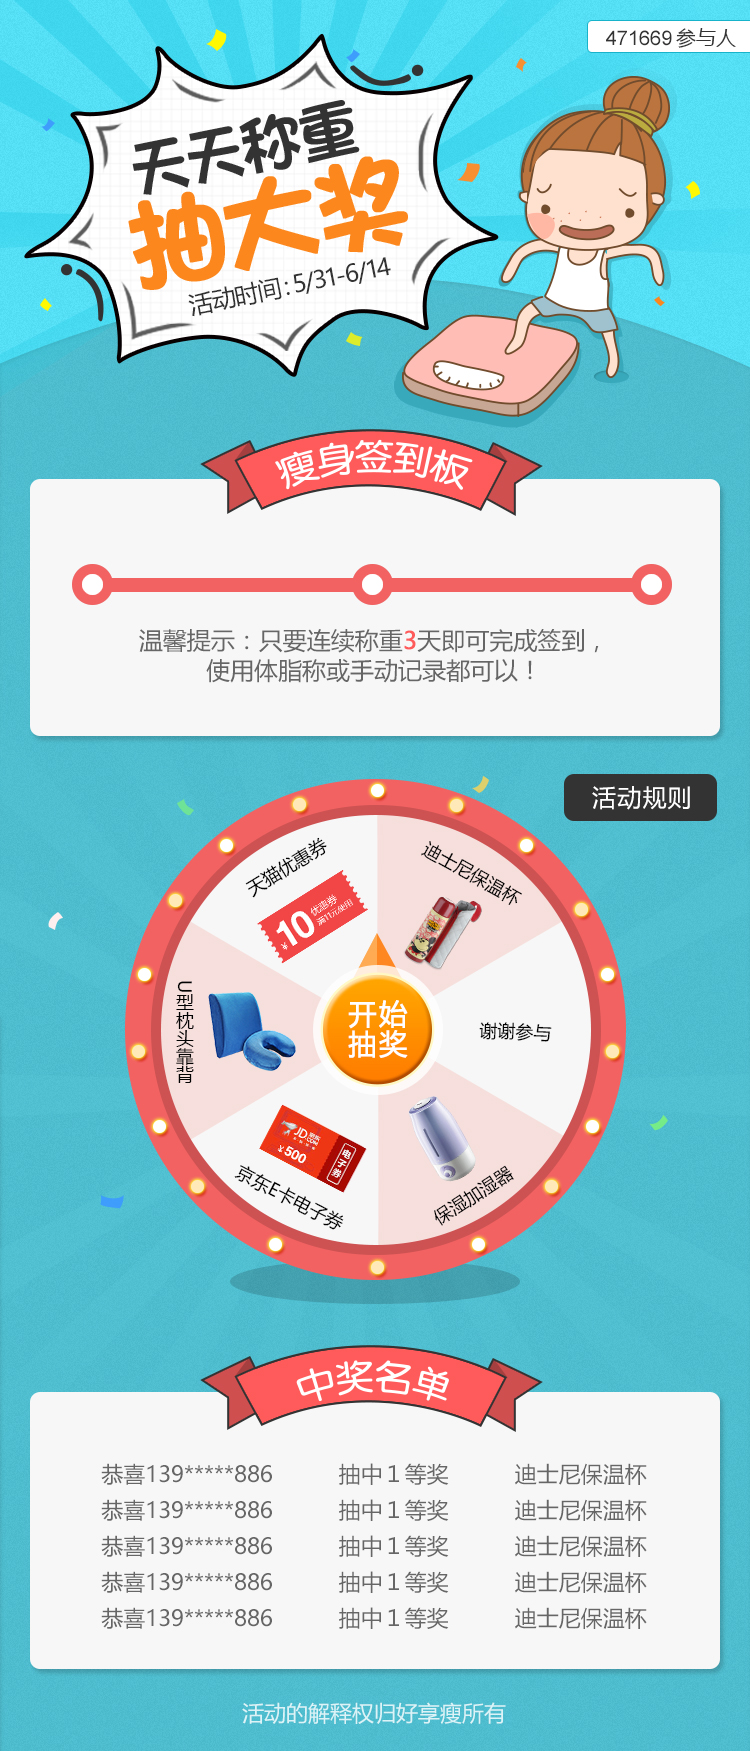 471669 参与人
天天称重
抽大奖
活动时间:5/31-6/14
瘦身签到板
温馨提示：只要连续称重3天即可完成签到，
使用体脂称或手动记录都可以！
活动规则
天猫优惠券
¥10 优惠券
满11元使用
迪士尼保温杯
U型枕头靠背
开始
抽奖
谢谢参与
JD 京东
.COM
¥500
电子券
京东E卡电子券
保湿加湿器
中奖名单
恭喜139*****886 抽中１等奖 迪士尼保温杯
恭喜139*****886 抽中１等奖 迪士尼保温杯
恭喜139*****886 抽中１等奖 迪士尼保温杯
恭喜139*****886 抽中１等奖 迪士尼保温杯
恭喜139*****886 抽中１等奖 迪士尼保温杯
活动的解释权归好享瘦所有